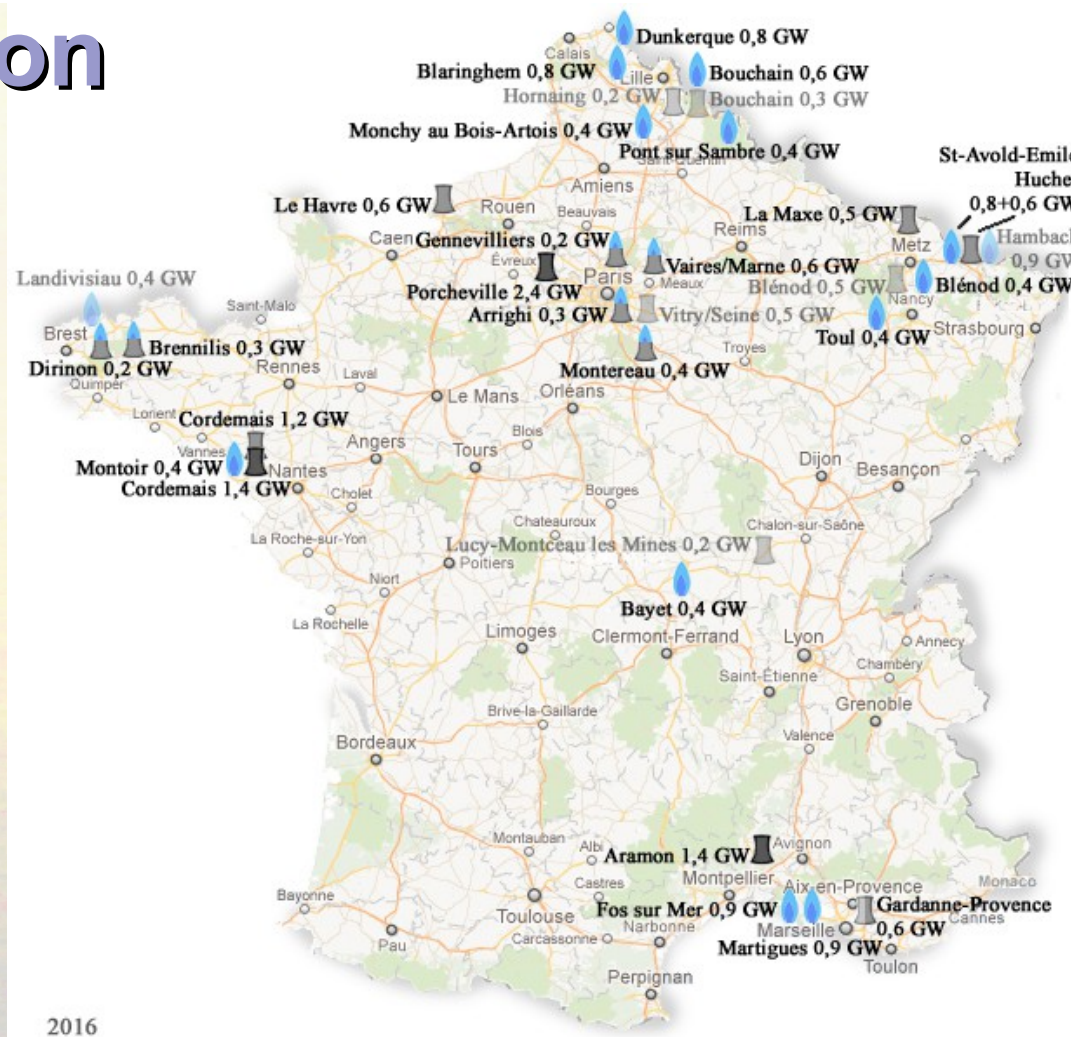 on
Dunkerque 0,8 GW
Calais
Blaringhem 0,8 GW
Lille
Bouchain 0,6 GW
Hornaing 0,2 GW
Bouchain 0,3 GW
Monchy au Bois-Artois 0,4 GW
Pont sur Sambre 0,4 GW
Saint-Quentin
St-Avold-Emile
Huche
0,8+0,6 GW
Amiens
Le Havre 0,6 GW
Rouen
Beauvais
La Maxe 0,5 GW
Reims
Metz
Hambach
0,9 GW
Caen
Gennevilliers 0,2 GW
Évreux
Paris
Vaires/Marne 0,6 GW
Meaux
Blénod 0,5 GW
Blénod 0,4 GW
Landivisiau 0,4 GW
Porcheville 2,4 GW
Nancy
Saint-Malo
Arrighi 0,3 GW
Vitry/Seine 0,5 GW
Toul 0,4 GW
Strasbourg
Brest
Brennilis 0,3 GW
Dirinon 0,2 GW
Rennes
Laval
Montereau 0,4 GW
Troyes
Quimper
Le Mans
Orléans
Lorient
Cordemais 1,2 GW
Vannes
Angers
Tours
Blois
Montoir 0,4 GW
Nantes
Dijon
Besançon
Cordemais 1,4 GW
Cholet
Bourges
Chateauroux
Chalon-sur-Saône
La Roche-sur-Yon
Lucy-Montceau les Mines 0,2 GW
Poitiers
Niort
Bayet 0,4 GW
La Rochelle
Limoges
Clermont-Ferrand
Lyon
Annecy
Chambéry
Saint-Étienne
Grenoble
Brive-la-Gaillarde
Valence
Bordeaux
Montauban
Albi
Aramon 1,4 GW
Avignon
Castres
Montpellier
Aix-en-Provence
Monaco
Bayonne
Toulouse
Fos sur Mer 0,9 GW
Gardanne-Provence
0,6 GW
Cannes
Narbonne
Marseille
Pau
Carcassonne
Martigues 0,9 GW
Toulon
Perpignan
2016